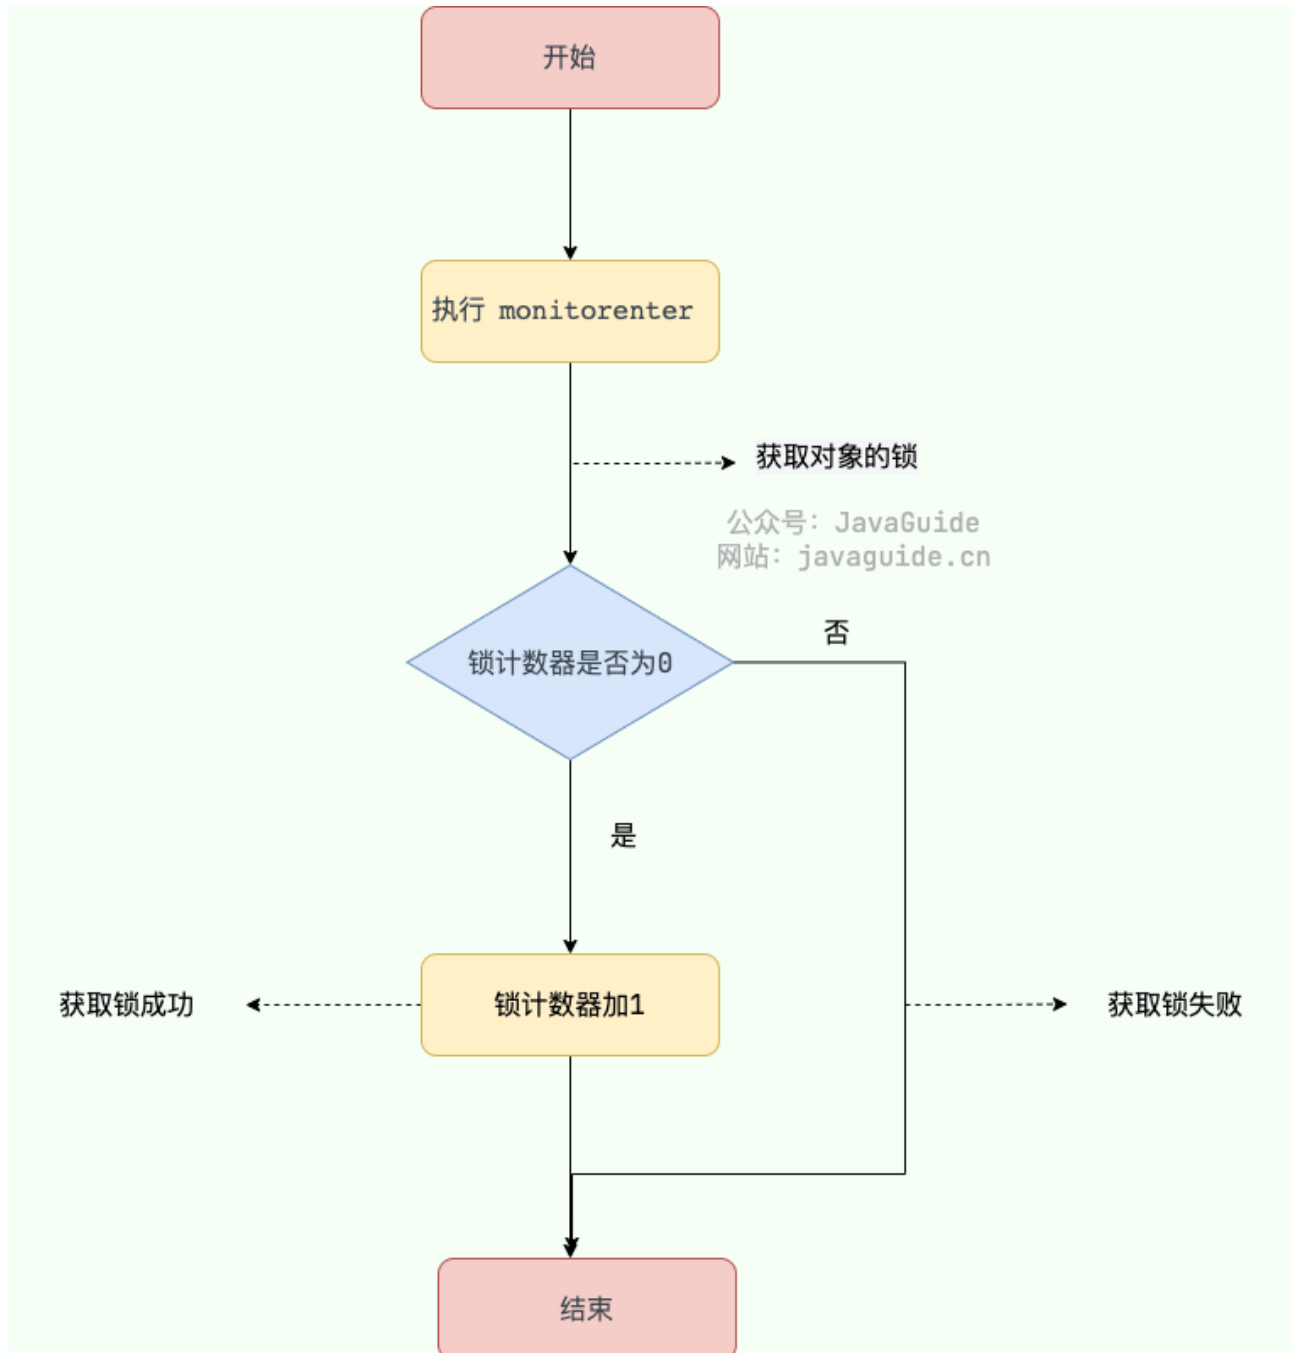 开始
执行 monitorenter
获取对象的锁
公众号: JavaGuide
网站: javaguide.cn
否
锁计数器是否为0
是
获取锁成功
锁计数器加1
获取锁失败
结束